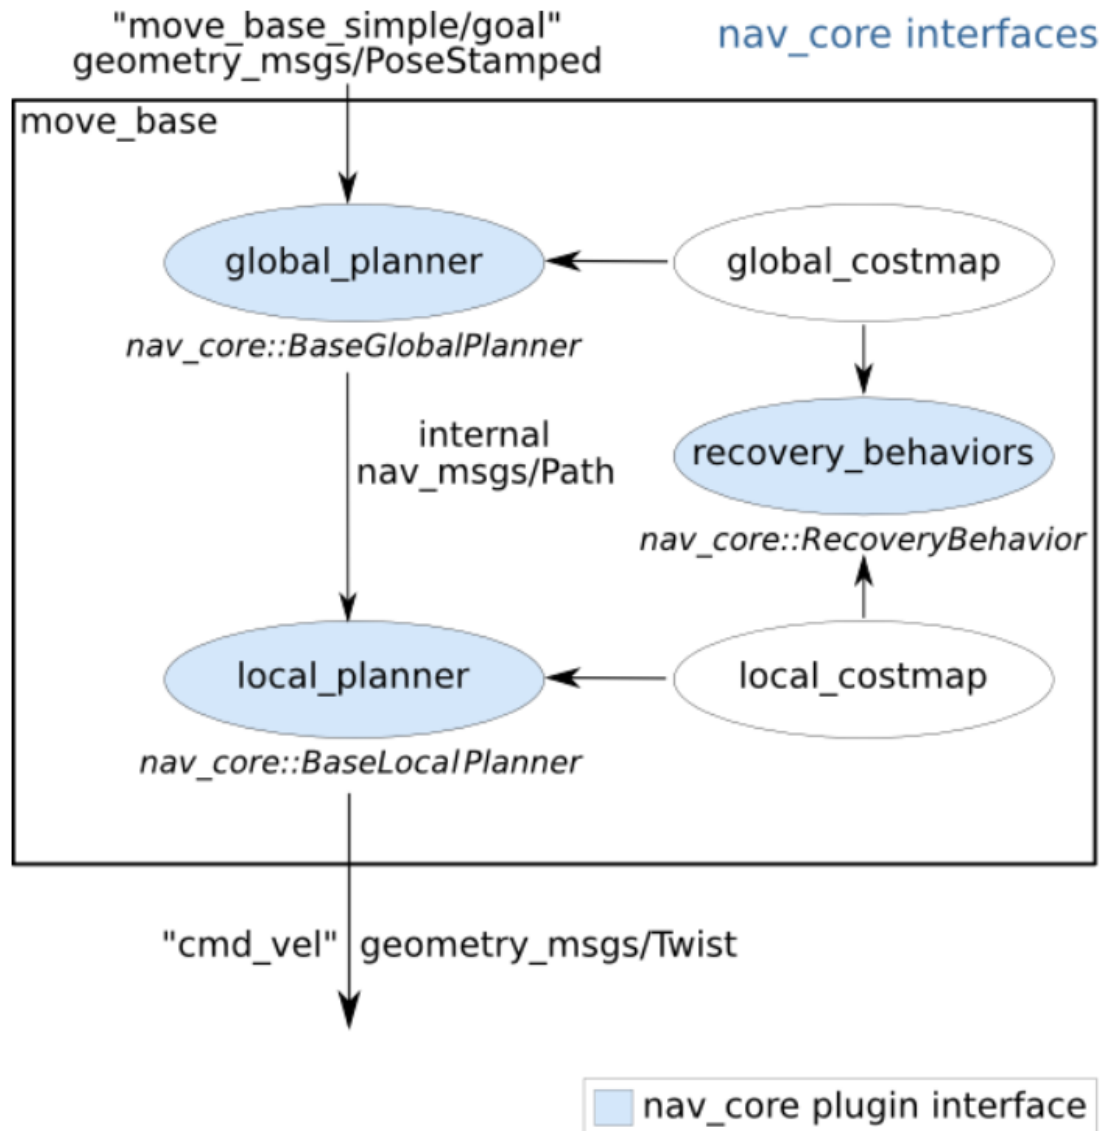 "move_base_simple/goal"
geometry_msgs/PoseStamped
nav_core interfaces
move_base
global_planner
global_costmap
nav_core::BaseGlobalPlanner
internal
nav_msgs/Path
recovery_behaviors
nav_core::RecoveryBehavior
local_planner
local_costmap
nav_core::BaseLocalPlanner
"cmd_vel" geometry_msgs/Twist
nav_core plugin interface